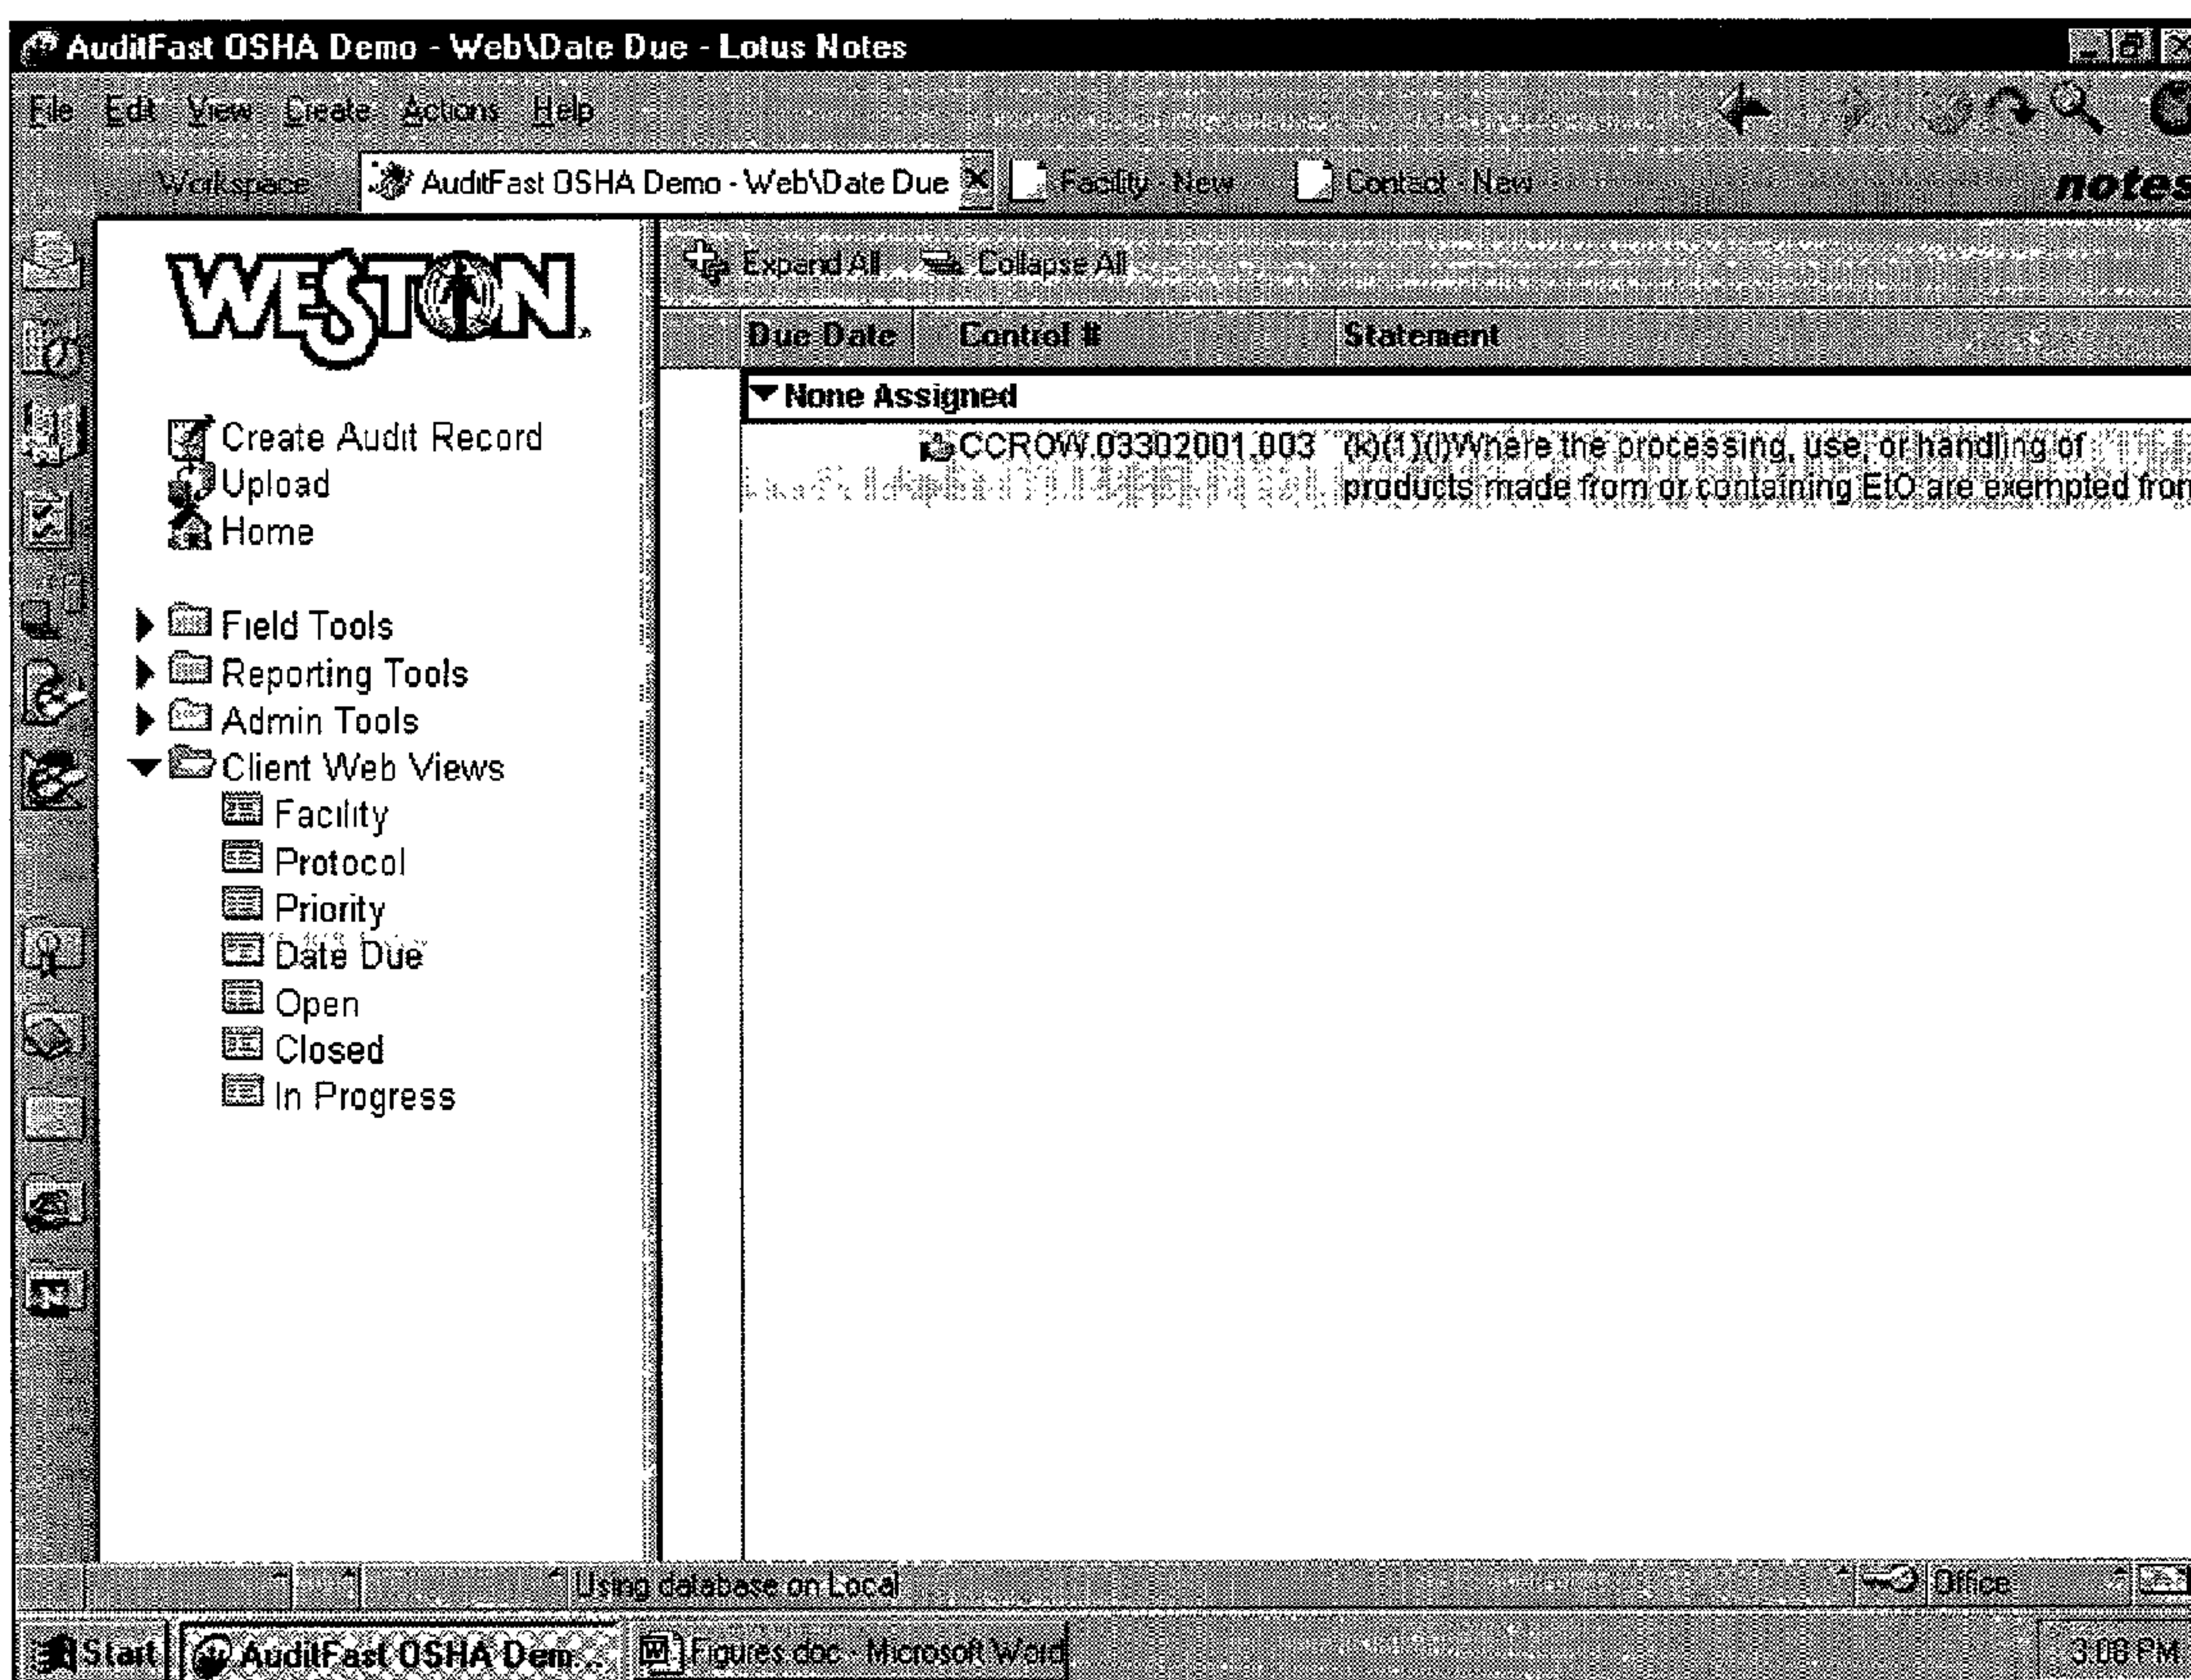 AuditFast OSHA Demo - Web\Date Due - Lotus Notes
File Edit View Create Actions Help
Workspace AuditFast OSHA Demo - Web\Date Due Facility - New Contact - New notes
WESTON
Expand All Collapse All
Due Date Control # Statement
None Assigned
CCROW.03302001.003 (k)(1)(i)Where the processing, use, or handling of
products made from or containing EtO are exempted from
Create Audit Record
Upload
Home
Field Tools
Reporting Tools
Admin Tools
Client Web Views
Facility
Protocol
Priority
Date Due
Open
Closed
In Progress
Using database on Local Office
Start AuditFast OSHA Dem... Figures.doc - Microsoft Word 3:08 PM